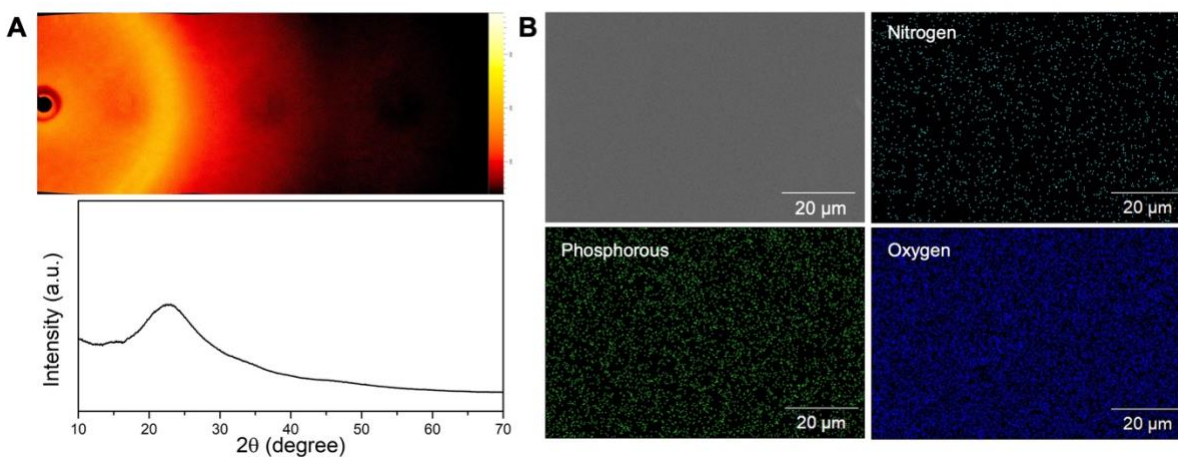 A
Intensity (a.u.)
10 20 30 40 50 60 70
2θ (degree)
B
20 µm
Nitrogen
20 µm
Phosphorous
20 µm
Oxygen
20 µm